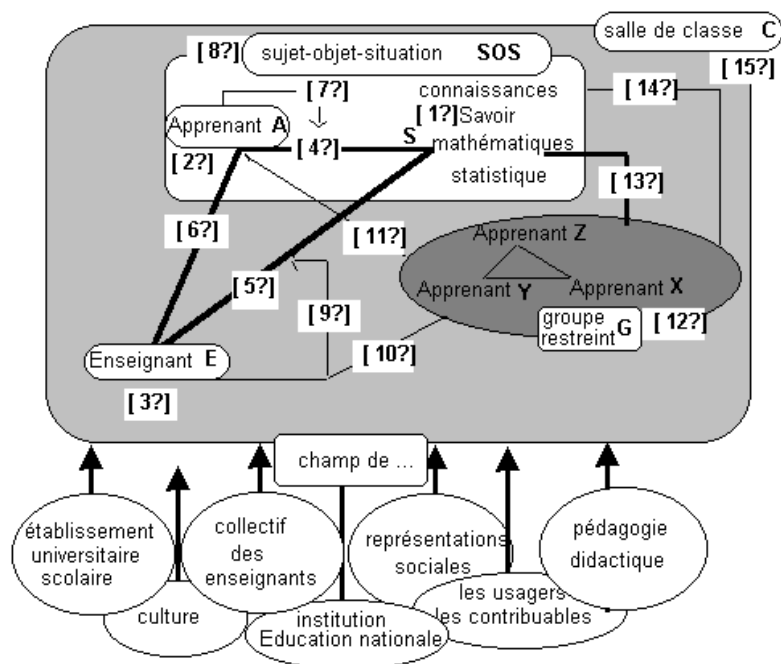 salle de classe C
[ 15?]
[ 8?]
sujet-objet-situation SOS
[ 14?]
[ 7?]
connaissances
[ 1?] Savoir
Apprenant A
S
mathématiques
[ 2?]
[ 4?]
statistique
[ 13?]
[ 6?]
[ 11?]
Apprenant Z
[ 5?]
Apprenant Y
Apprenant X
[ 9?]
groupe
restreint G
[ 12?]
[ 10?]
Enseignant E
[ 3?]
champ de ...
établissement
universitaire
scolaire
culture
collectif
des
enseignants
institution
Education nationale
représentations
sociales
les usagers
les contribuables
pédagogie
didactique